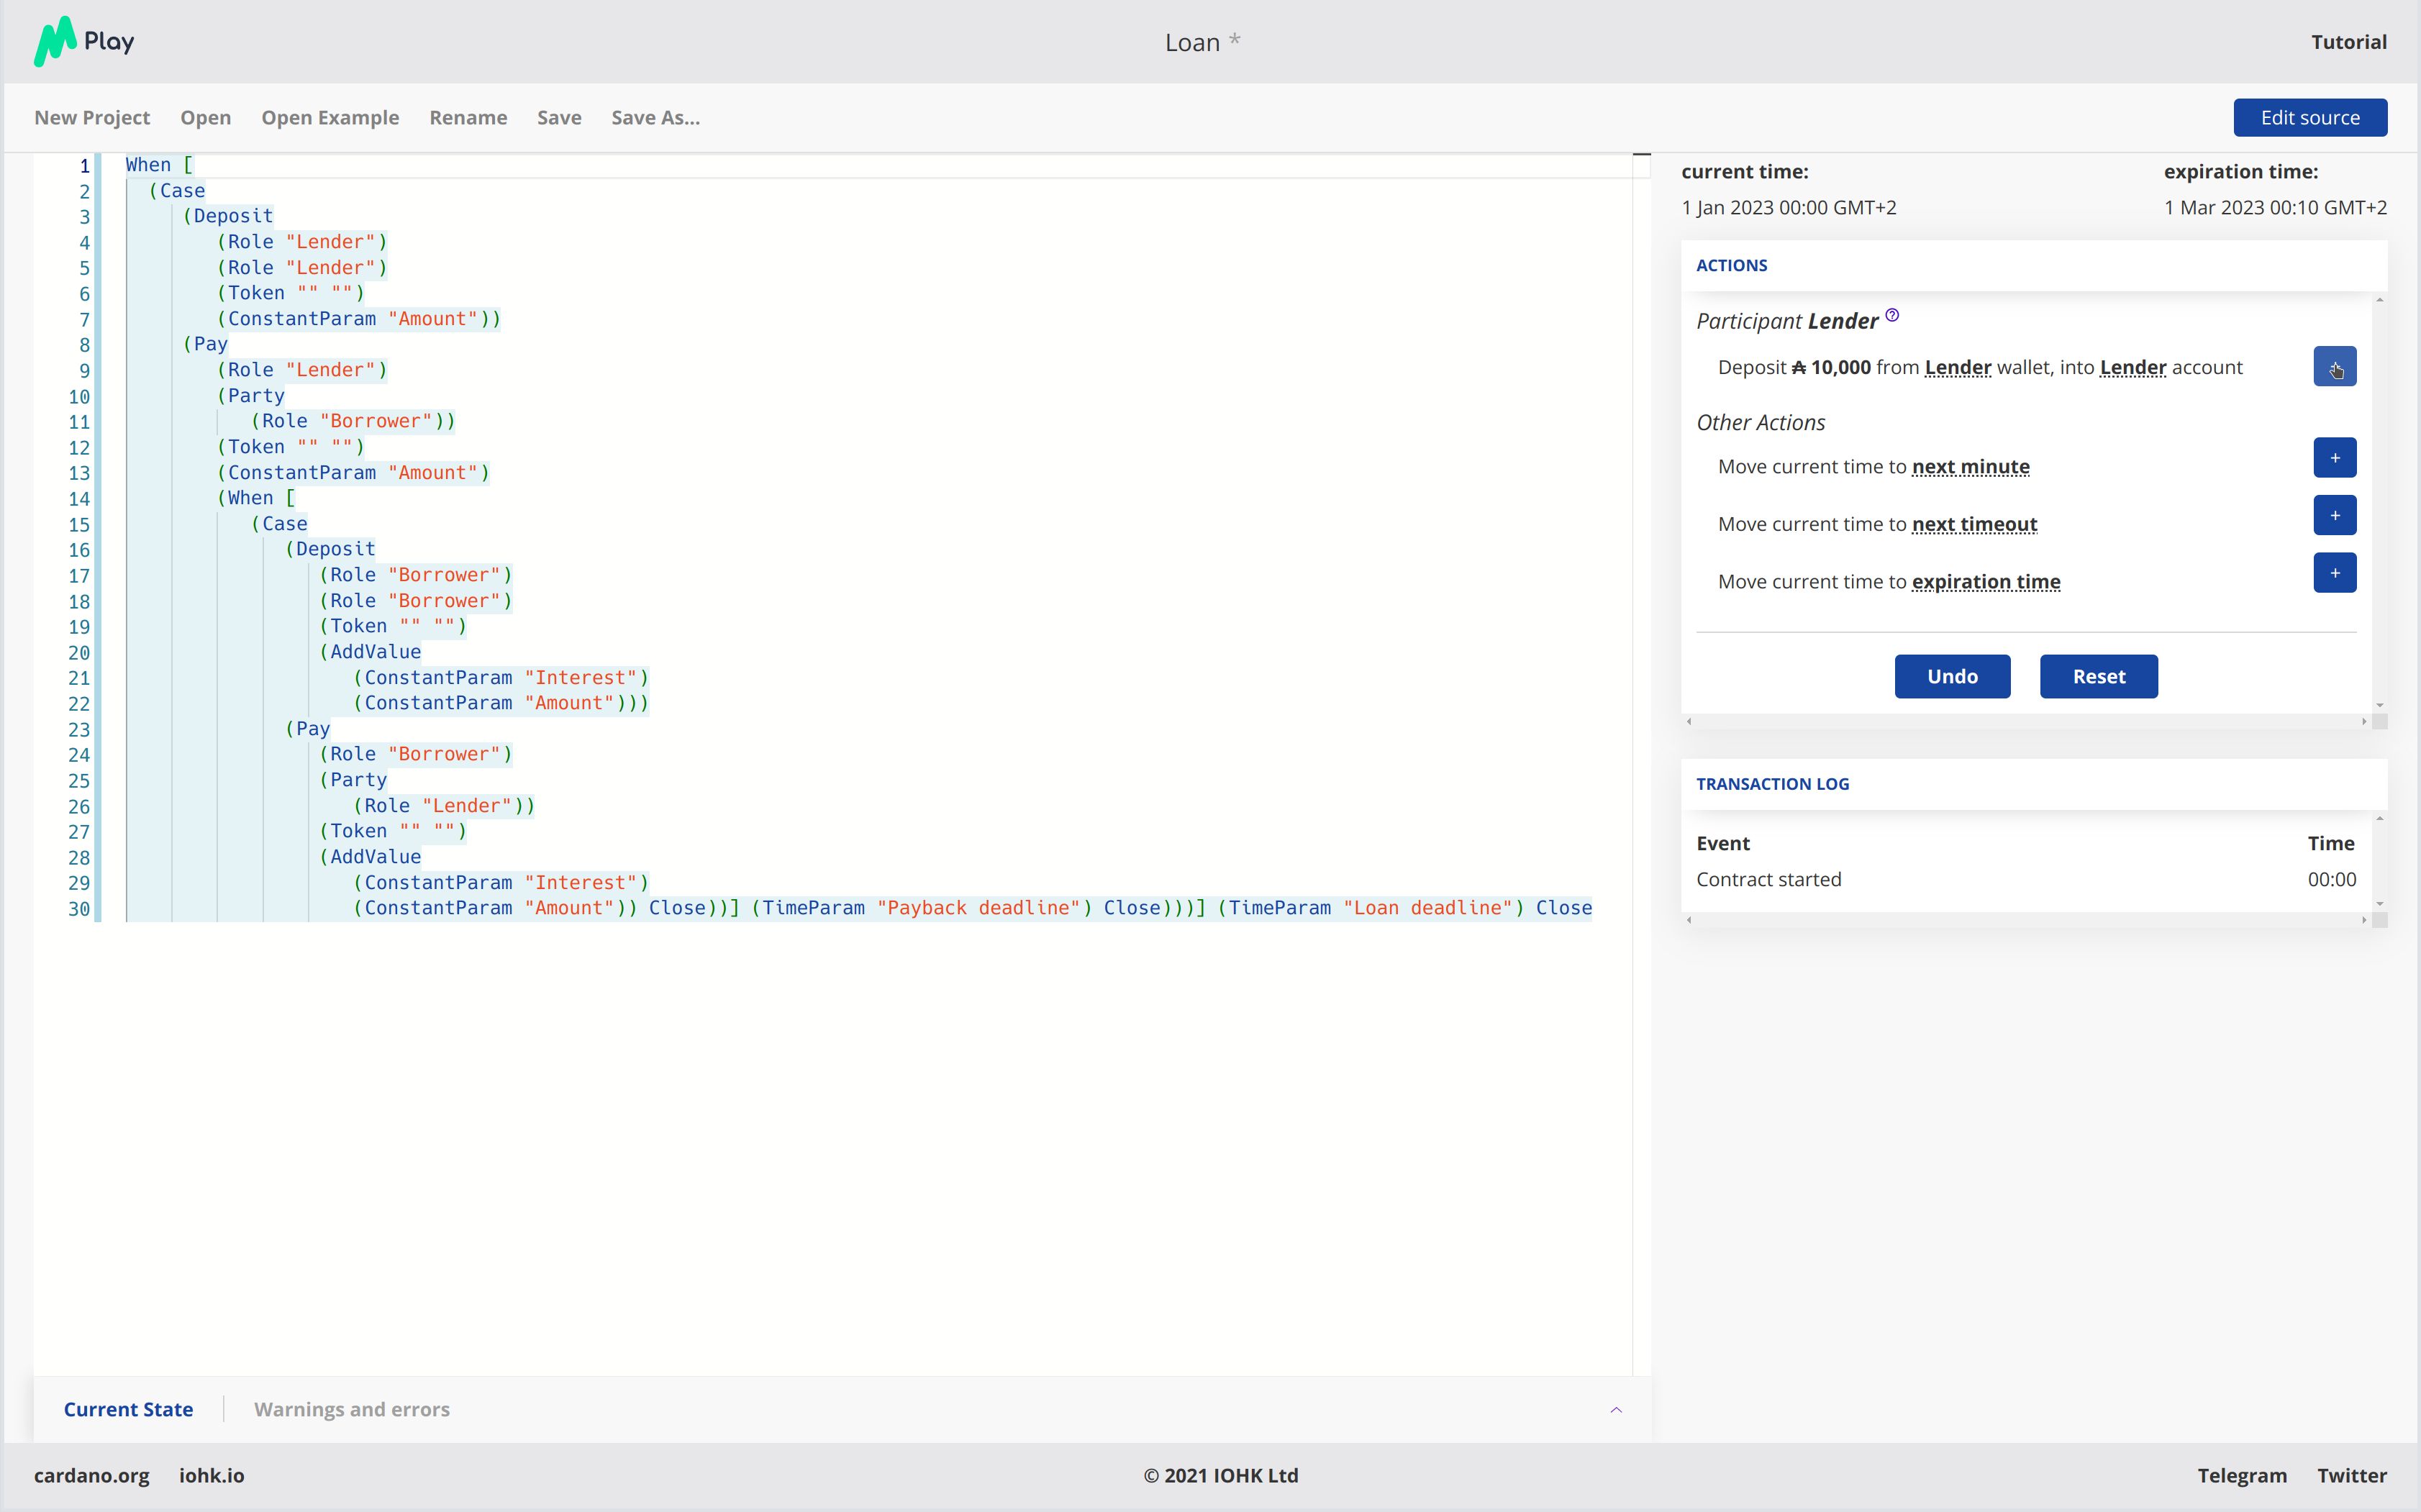 Play
Loan *
Tutorial
New Project Open Open Example Rename Save Save As...
Edit source
1 When [
2 (Case
3 (Deposit
4 (Role "Lender")
5 (Role "Lender")
6 (Token "" "")
7 (ConstantParam "Amount"))
8 (Pay
9 (Role "Lender")
10 (Party
11 (Role "Borrower"))
12 (Token "" "")
13 (ConstantParam "Amount")
14 (When [
15 (Case
16 (Deposit
17 (Role "Borrower")
18 (Role "Borrower")
19 (Token "" "")
20 (AddValue
21 (ConstantParam "Interest")
22 (ConstantParam "Amount")))
23 (Pay
24 (Role "Borrower")
25 (Party
26 (Role "Lender"))
27 (Token "" "")
28 (AddValue
29 (ConstantParam "Interest")
30 (ConstantParam "Amount")) Close))] (TimeParam "Payback deadline") Close)))] (TimeParam "Loan deadline") Close
current time: expiration time:
1 Jan 2023 00:00 GMT+2 1 Mar 2023 00:10 GMT+2
ACTIONS
Participant Lender ?
Deposit ₳ 10,000 from Lender wallet, into Lender account
Other Actions
Move current time to next minute +
Move current time to next timeout +
Move current time to expiration time +
Undo Reset
TRANSACTION LOG
Event Time
Contract started 00:00
Current State Warnings and errors
cardano.org iohk.io
© 2021 IOHK Ltd
Telegram Twitter